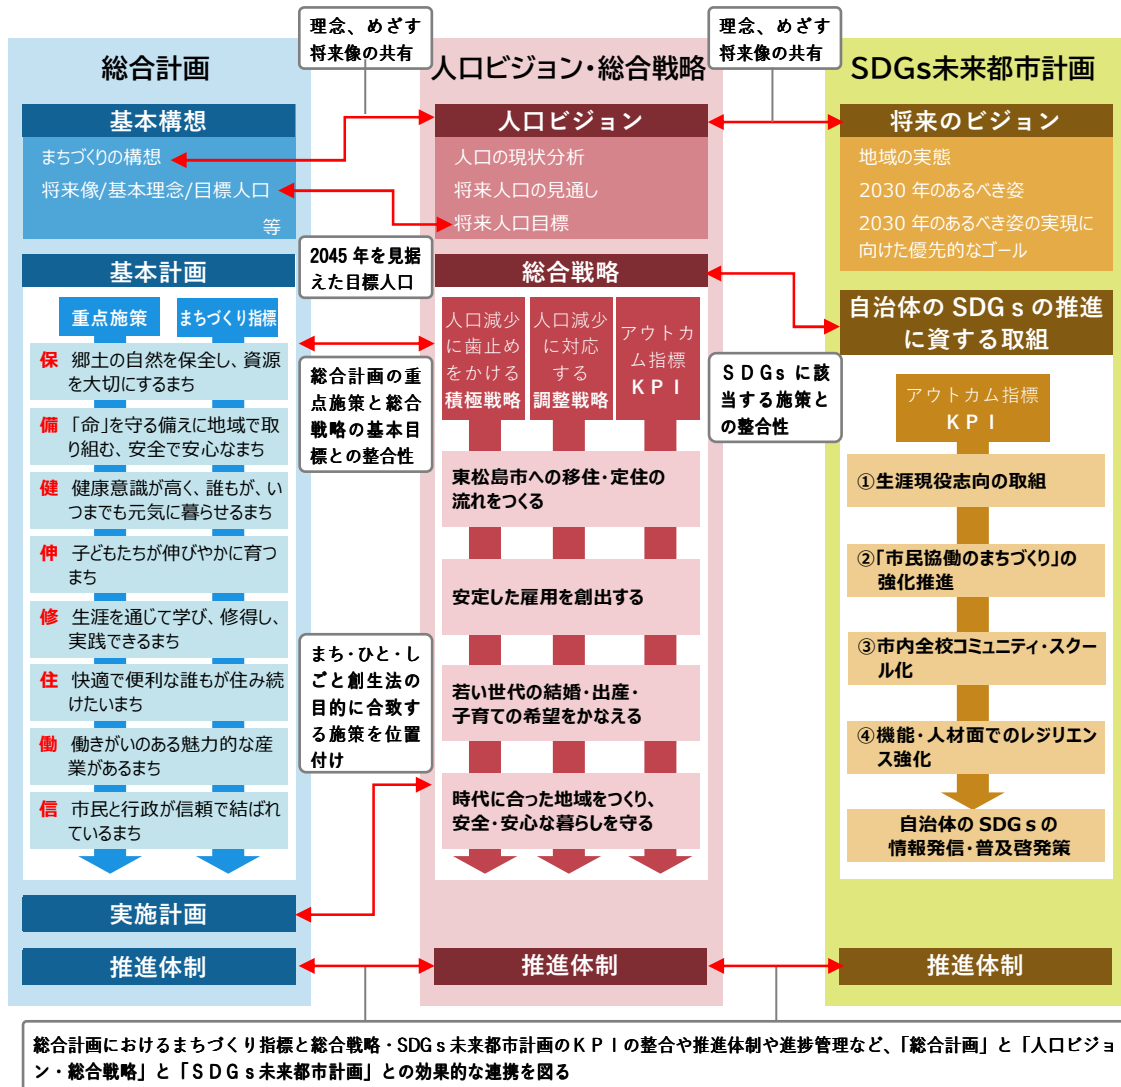 理念、めざす
将来像の共有
理念、めざす
将来像の共有
総合計画
人口ビジョン・総合戦略
SDGs未来都市計画
基本構想
まちづくりの構想
将来像/基本理念/目標人口
等
人口ビジョン
人口の現状分析
将来人口の見通し
将来人口目標
将来のビジョン
地域の実態
2030 年のあるべき姿
2030 年のあるべき姿の実現に
向けた優先的なゴール
2045 年を見据
えた目標人口
基本計画
重点施策
まちづくり指標
保 郷土の自然を保全し、資源
を大切にするまち
備 「命」を守る備えに地域で取
り組む、安全で安心なまち
健 健康意識が高く、誰もが、い
つまでも元気に暮らせるまち
伸 子どもたちが伸びやかに育つ
まち
修 生涯を通じて学び、修得し、
実践できるまち
住 快適で便利な誰もが住み続
けたいまち
働 働きがいのある魅力的な産
業があるまち
信 市民と行政が信頼で結ばれ
ているまち
総合計画の重
点施策と総合
戦略の基本目
標との整合性
まち・ひと・し
ごと創生法の
目的に合致す
る施策を位置
付け
総合戦略
人口減少
に歯止め
をかける
積極戦略
人口減少
に対応
する
調整戦略
アウトカ
ム指標
ＫＰＩ
東松島市への移住・定住の
流れをつくる
安定した雇用を創出する
若い世代の結婚・出産・
子育ての希望をかなえる
時代に合った地域をつくり、
安全・安心な暮らしを守る
ＳＤＧs に該
当する施策と
の整合性
自治体の SDGｓの推進
に資する取組
アウトカム指標
ＫＰＩ
①生涯現役志向の取組
②「市民協働のまちづくり」の
強化推進
③市内全校コミュニティ・スクー
ル化
④機能・人材面でのレジリエン
ス強化
自治体の SDGｓの
情報発信・普及啓発策
実施計画
推進体制
推進体制
推進体制
総合計画におけるまちづくり指標と総合戦略・SDGｓ未来都市計画のＫＰＩの整合や推進体制や進捗管理など、「総合計画」と「人口ビジョ
ン・総合戦略」と「ＳＤＧｓ未来都市計画」との効果的な連携を図る